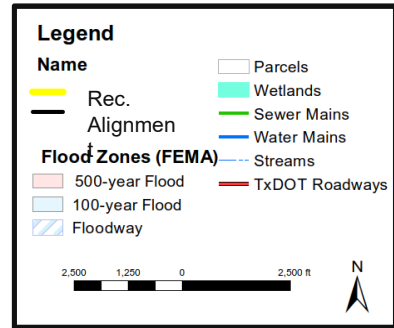 Legend
Name
Rec.
Alignmen
t
Flood Zones (FEMA)
500-year Flood
100-year Flood
Floodway
Parcels
Wetlands
Sewer Mains
Water Mains
Streams
TxDOT Roadways
2,500 1,250 0 2,500 ft
N